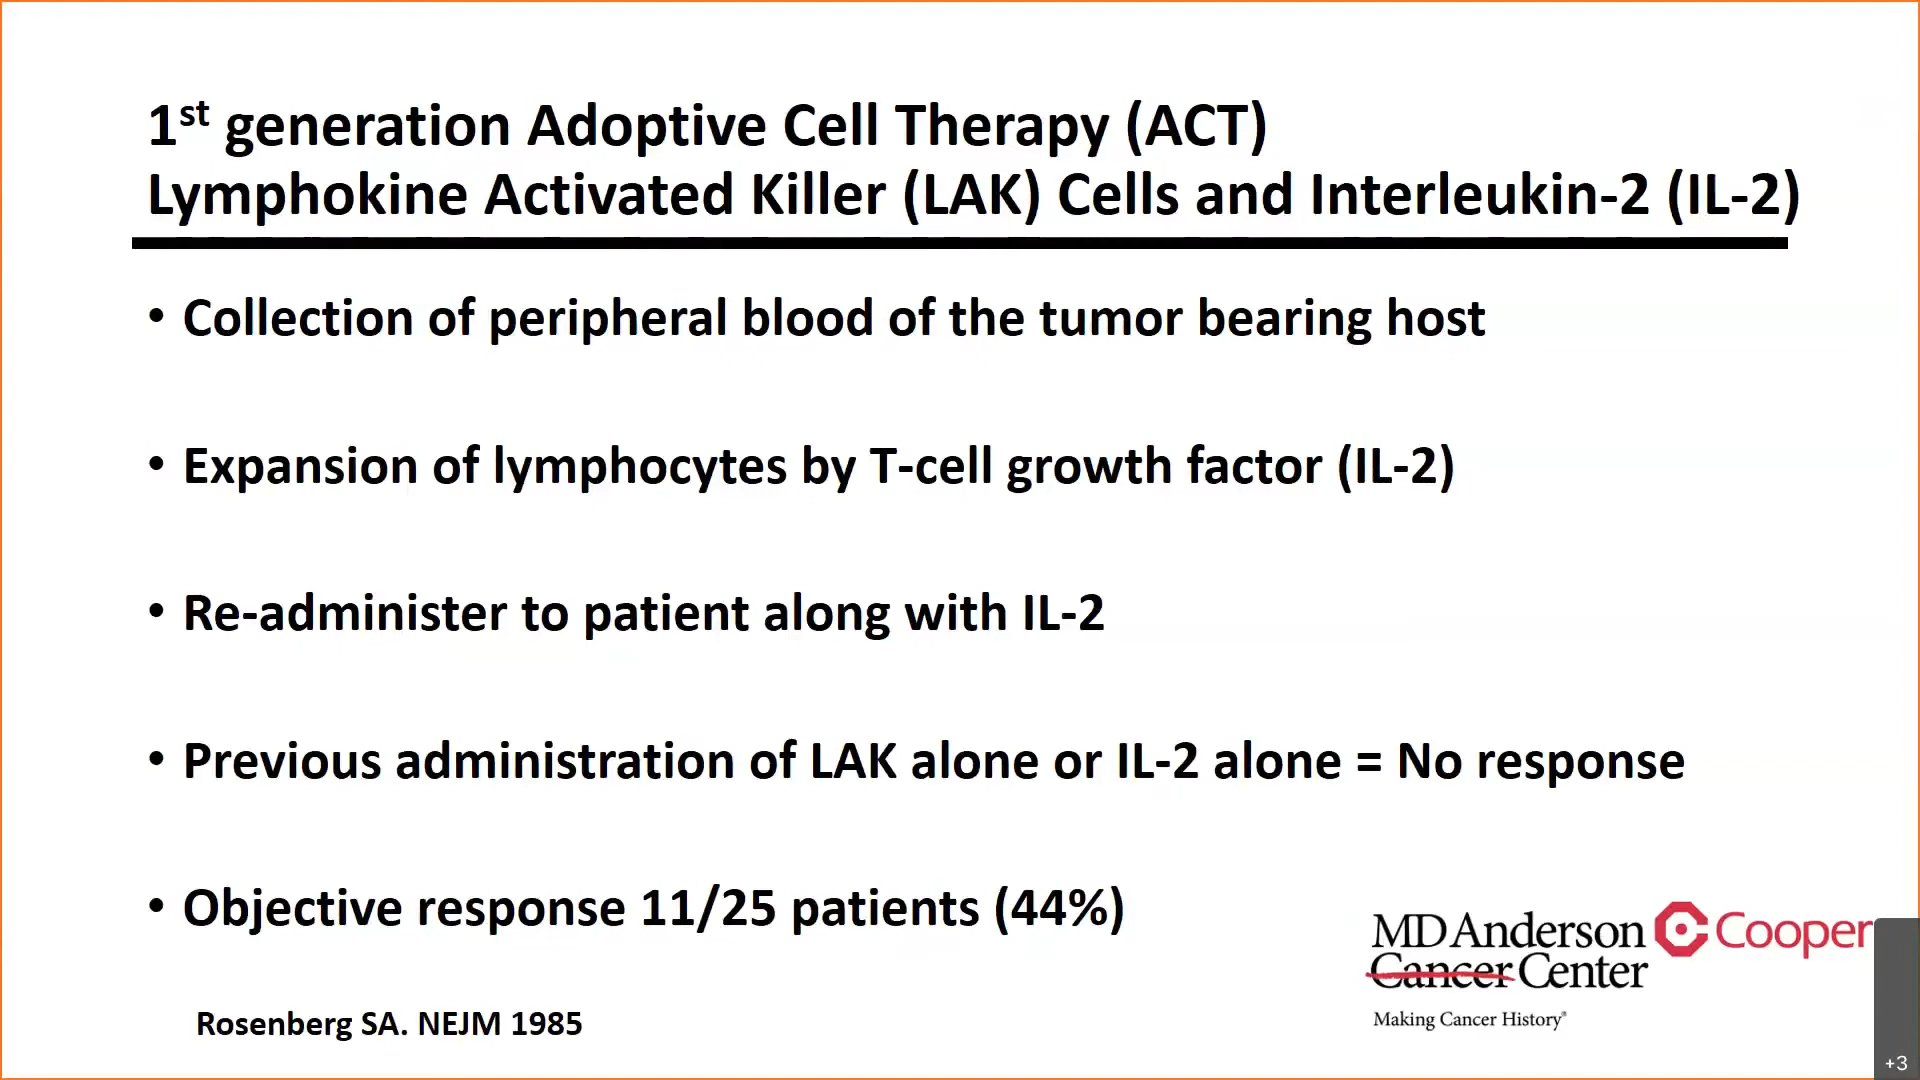 1st generation Adoptive Cell Therapy (ACT)
Lymphokine Activated Killer (LAK) Cells and Interleukin-2 (IL-2)
• Collection of peripheral blood of the tumor bearing host
• Expansion of lymphocytes by T-cell growth factor (IL-2)
• Re-administer to patient along with IL-2
• Previous administration of LAK alone or IL-2 alone = No response
• Objective response 11/25 patients (44%)
Rosenberg SA. NEJM 1985
MD Anderson
Cancer Center
Making Cancer History®
Cooper
+3